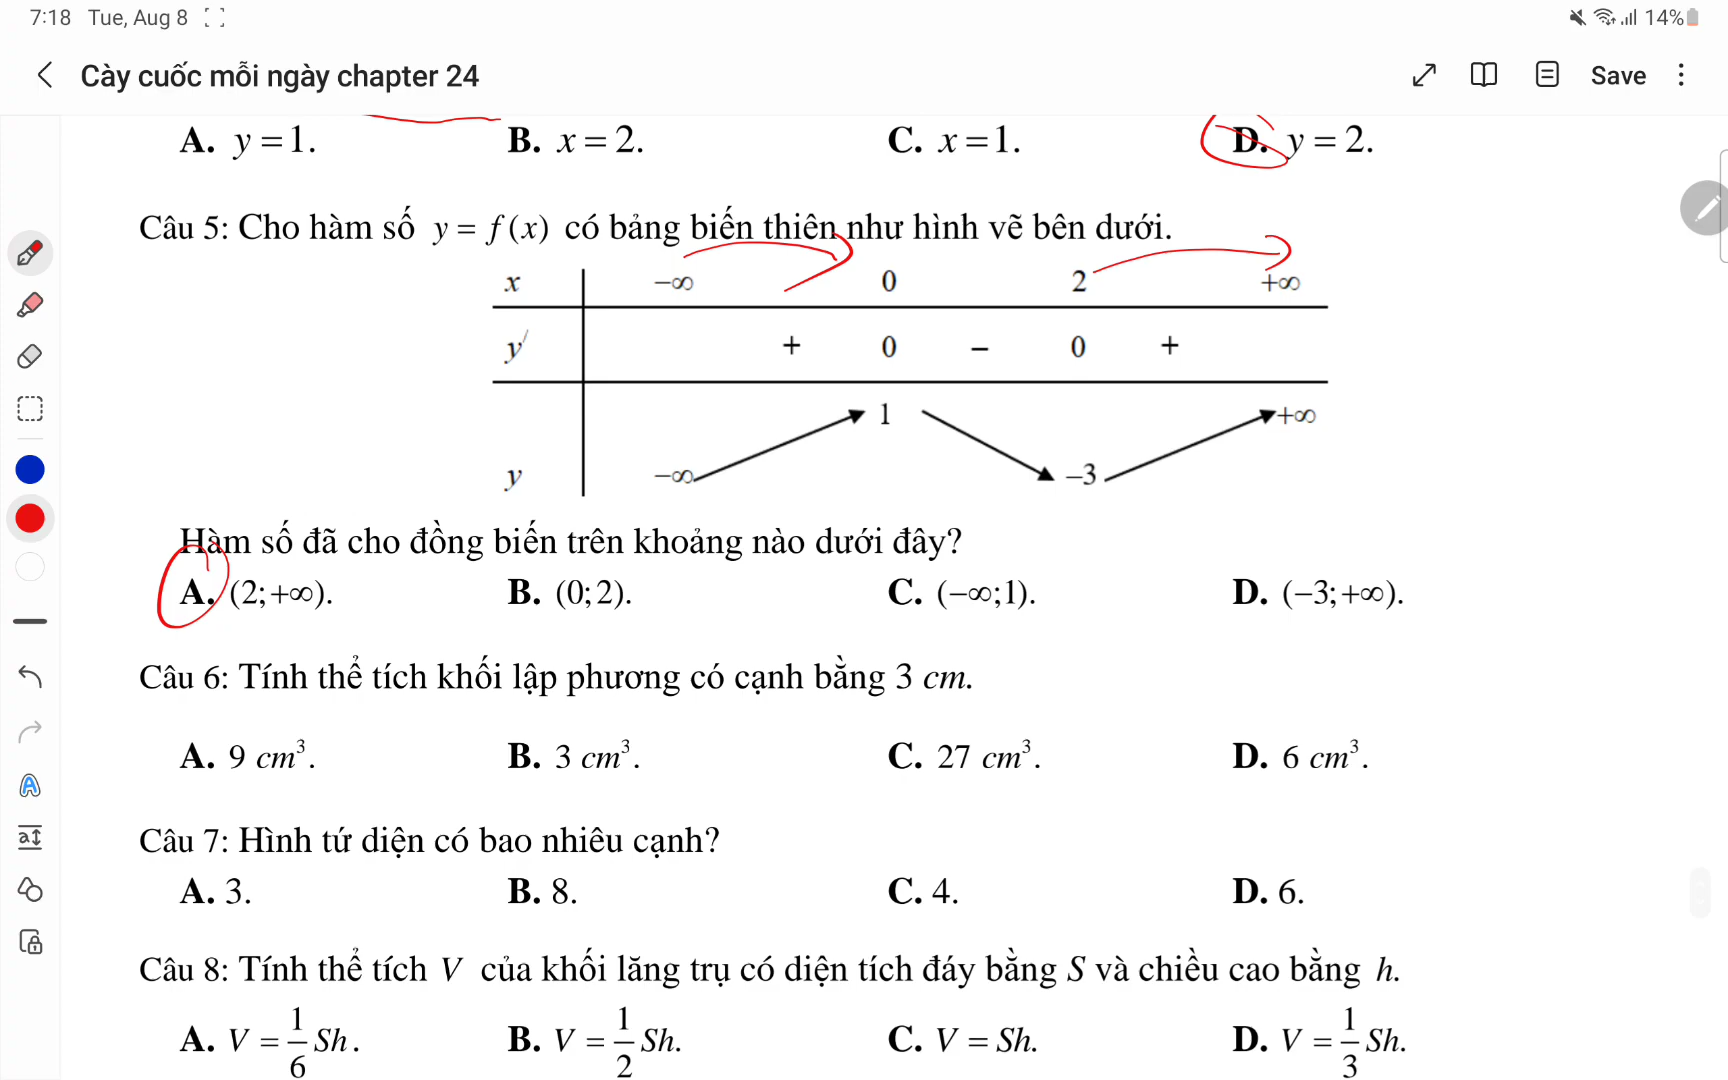 7:18 Tue, Aug 8 14%
Cày cuốc mỗi ngày chapter 24 Save
A. y = 1. B. x = 2. C. x = 1. D. y = 2.
Câu 5: Cho hàm số y = f(x) có bảng biến thiên như hình vẽ bên dưới.
x −∞ 0 2 +∞
y′ + 0 − 0 +
1 +∞
y −∞ −3
Hàm số đã cho đồng biến trên khoảng nào dưới đây?
A. (2;+∞). B. (0;2). C. (−∞;1). D. (−3;+∞).
Câu 6: Tính thể tích khối lập phương có cạnh bằng 3 cm.
A. 9 cm³. B. 3 cm³. C. 27 cm³. D. 6 cm³.
Câu 7: Hình tứ diện có bao nhiêu cạnh?
A. 3. B. 8. C. 4. D. 6.
Câu 8: Tính thể tích V của khối lăng trụ có diện tích đáy bằng S và chiều cao bằng h.
A. V = 1/6 Sh. B. V = 1/2 Sh. C. V = Sh. D. V = 1/3 Sh.